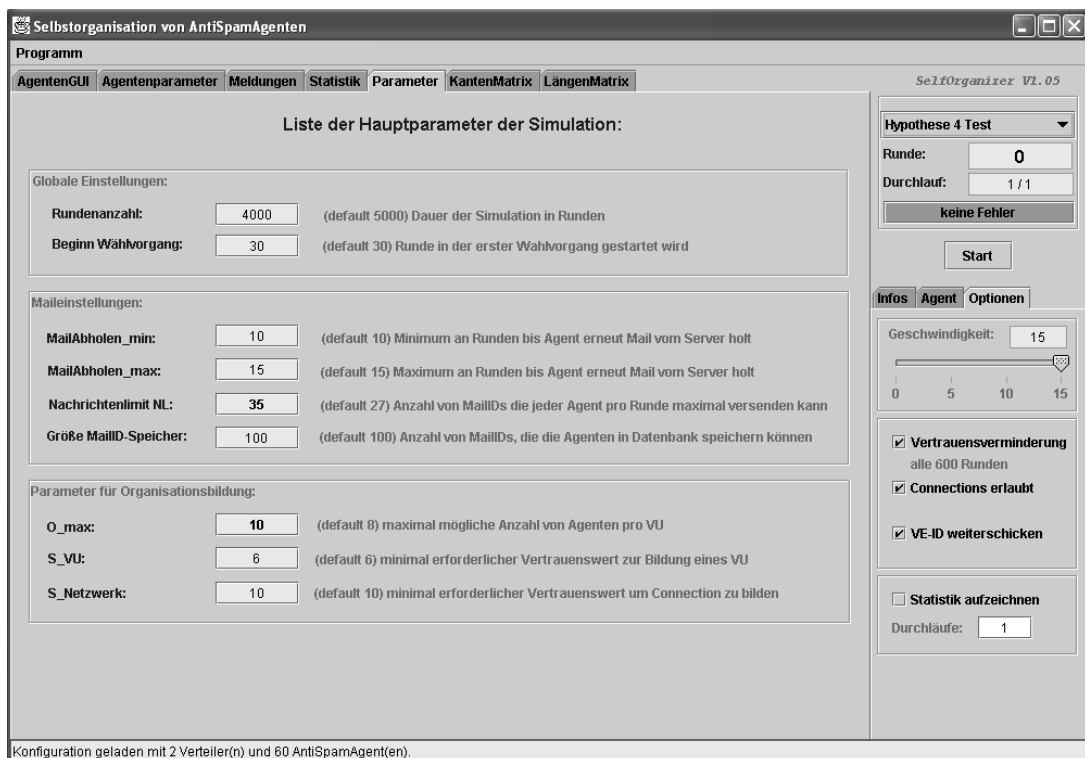 Selbstorganisation von AntiSpamAgenten
Programm
AgentenGUI Agentenparameter Meldungen Statistik Parameter KantenMatrix LängenMatrix
SelfOrganizer V1.05
Liste der Hauptparameter der Simulation:
Globale Einstellungen:
Rundenanzahl: 4000 (default 5000) Dauer der Simulation in Runden
Beginn Wahlvorgang: 30 (default 30) Runde in der erster Wahlvorgang gestartet wird
Maileinstellungen:
MailAbholen_min: 10 (default 10) Minimum an Runden bis Agent erneut Mail vom Server holt
MailAbholen_max: 15 (default 15) Maximum an Runden bis Agent erneut Mail vom Server holt
Nachrichtenlimit NL: 35 (default 27) Anzahl von MailIDs die jeder Agent pro Runde maximal versenden kann
Größe MailID-Speicher: 100 (default 100) Anzahl von MailIDs, die die Agenten in Datenbank speichern können
Parameter für Organisationsbildung:
O_max: 10 (default 8) maximal mögliche Anzahl von Agenten pro VU
S_VU: 6 (default 6) minimal erforderlicher Vertrauenswert zur Bildung eines VU
S_Netzwerk: 10 (default 10) minimal erforderlicher Vertrauenswert um Connection zu bilden
Hypothese 4 Test
Runde: 0
Durchlauf: 1 / 1
keine Fehler
Start
Infos Agent Optionen
Geschwindigkeit: 15
0 5 10 15
Vertrauensverminderung
alle 600 Runden
Connections erlaubt
VE-ID weiterschicken
Statistik aufzeichnen
Durchläufe: 1
Konfiguration geladen mit 2 Verteiler(n) und 60 AntiSpamAgent(en).